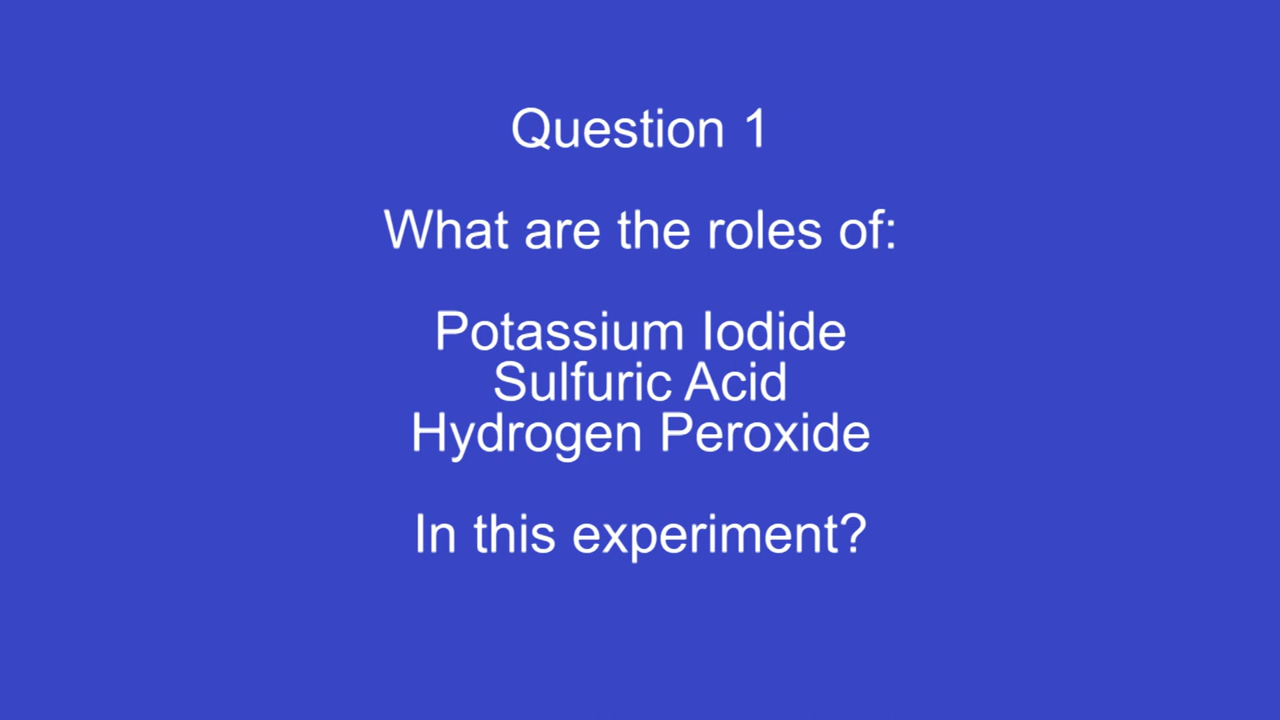 Question 1
What are the roles of:
Potassium Iodide
Sulfuric Acid
Hydrogen Peroxide
In this experiment?